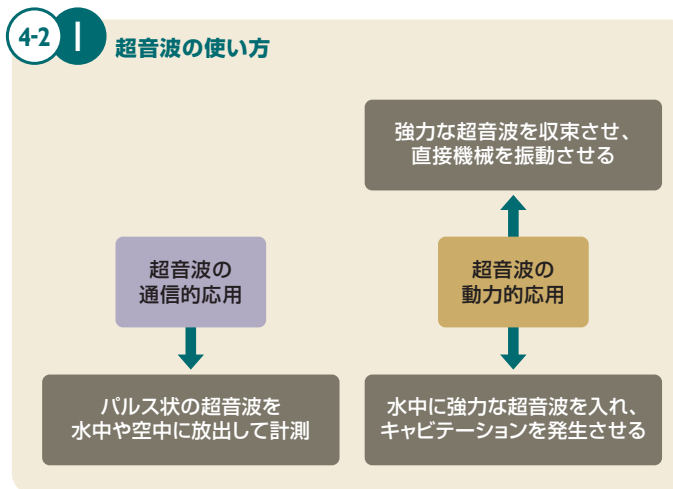 4-2 1 超音波の使い方
強力な超音波を収束させ、
直接機械を振動させる
超音波の
通信的応用
超音波の
動力的応用
パルス状の超音波を
水中や空中に放出して計測
水中に強力な超音波を入れ、
キャビテーションを発生させる